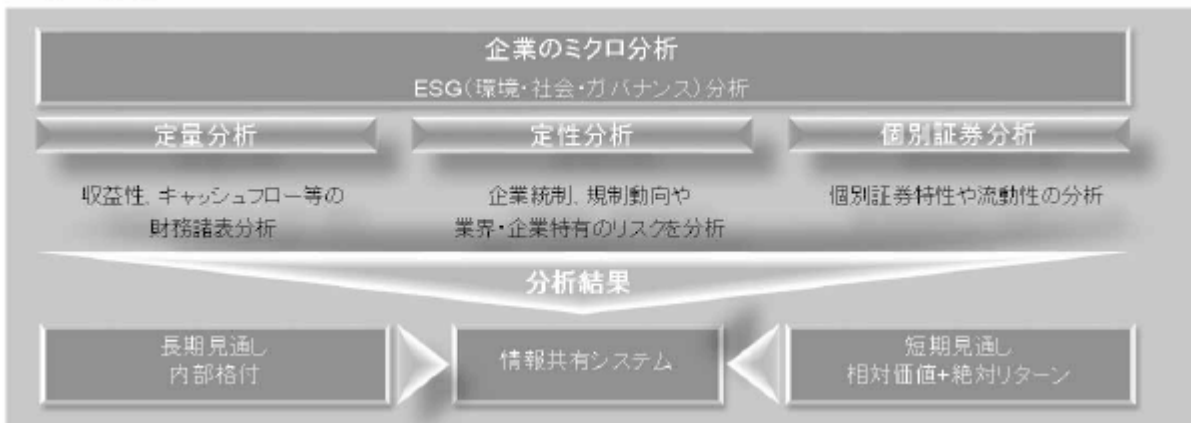 企業のミクロ分析
ESG(環境・社会・ガバナンス)分析
定量分析
定性分析
個別証券分析
収益性、キャッシュフロー等の
財務諸表分析
企業統制、規制動向や
業界・企業特有のリスクを分析
個別証券特性や流動性の分析
分析結果
長期見通し
内部格付
情報共有システム
短期見通し
相対価値+絶対リターン